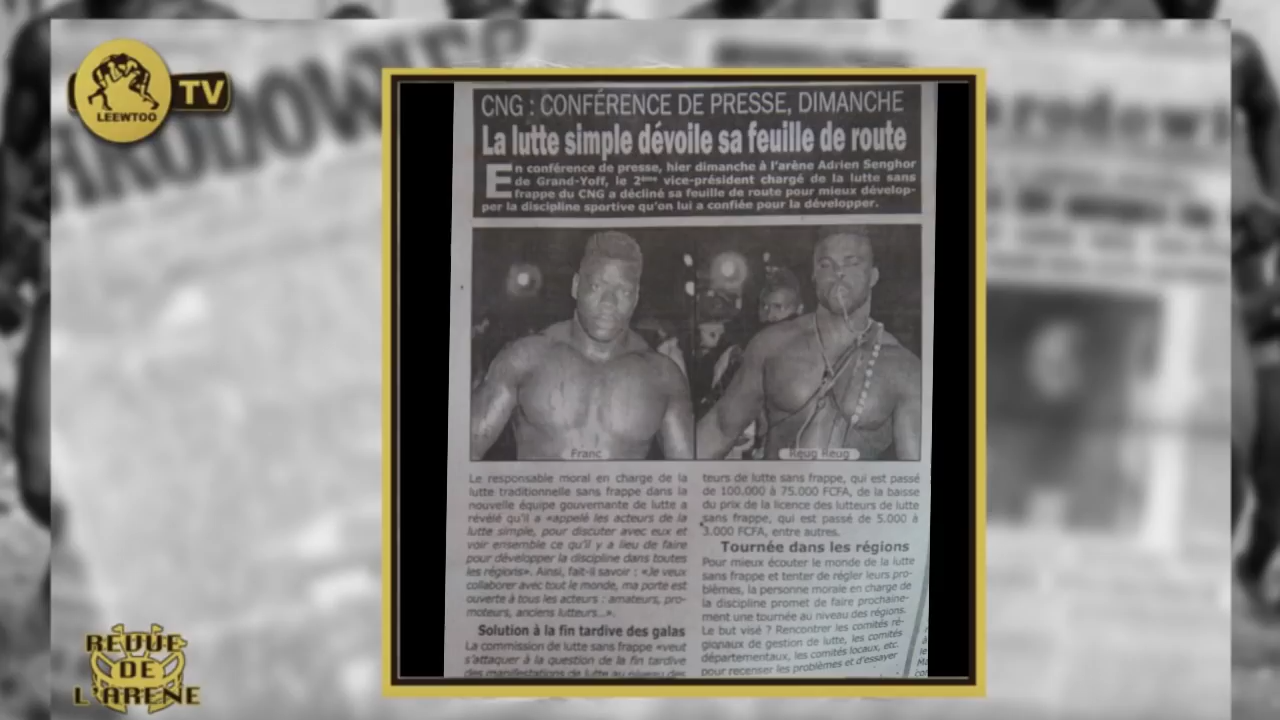 LEEWTOO
TV
CNG : CONFÉRENCE DE PRESSE, DIMANCHE
La lutte simple dévoile sa feuille de route
En conférence de presse, hier dimanche à l'arène Adrien Senghor
de Grand-Yoff, le 2ème vice-président chargé de la lutte sans
frappe du CNG a décliné sa feuille de route pour mieux dévelop-
per la discipline sportive qu'on lui a confiée pour la développer.
Franc
Reug Reug
Le responsable moral en charge de la
lutte traditionnelle sans frappe dans la
nouvelle équipe gouvernante de lutte a
révélé qu'il a «appelé les acteurs de la
lutte simple, pour discuter avec eux et
voir ensemble ce qu'il y a lieu de faire
pour développer la discipline dans toutes
les régions». Ainsi, fait-il savoir : «Je veux
collaborer avec tout le monde, ma porte est
ouverte à tous les acteurs : amateurs, pro-
moteurs, anciens lutteurs...».
Solution à la fin tardive des galas
La commission de lutte sans frappe «veut
s'attaquer à la question de la fin tardive
des manifestations de lutte au niveau des
teurs de lutte sans frappe, qui est passé
de 100.000 à 75.000 FCFA, de la baisse
du prix de la licence des lutteurs de lutte
sans frappe, qui est passé de 5.000 à
3.000 FCFA, entre autres.
Tournée dans les régions
Pour mieux écouter le monde de la lutte
sans frappe et tenter de régler leurs pro-
blèmes, la personne morale en charge de
la discipline promet de faire prochaine-
ment une tournée au niveau des régions.
Le but visé ? Rencontrer les comités ré-
gionaux de gestion de lutte, les comités
départementaux, les comités locaux, etc.
pour recenser les problèmes et d'essayer
REVUE
DE
L'ARENE